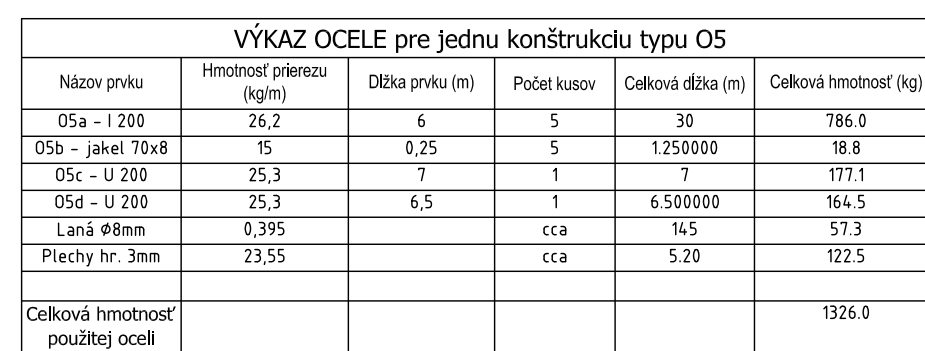 VÝKAZ OCELE pre jednu konštrukciu typu O5
Názov prvku Hmotnosť prierezu (kg/m) Dĺžka prvku (m) Počet kusov Celková dĺžka (m) Celková hmotnosť (kg)
O5a - I 200 26,2 6 5 30 786.0
O5b - jakel 70x8 15 0,25 5 1.250000 18.8
O5c - U 200 25,3 7 1 7 177.1
O5d - U 200 25,3 6,5 1 6.500000 164.5
Laná Ø8mm 0,395 cca 145 57.3
Plechy hr. 3mm 23,55 cca 5.20 122.5
Celková hmotnosť 1326.0
použitej oceli